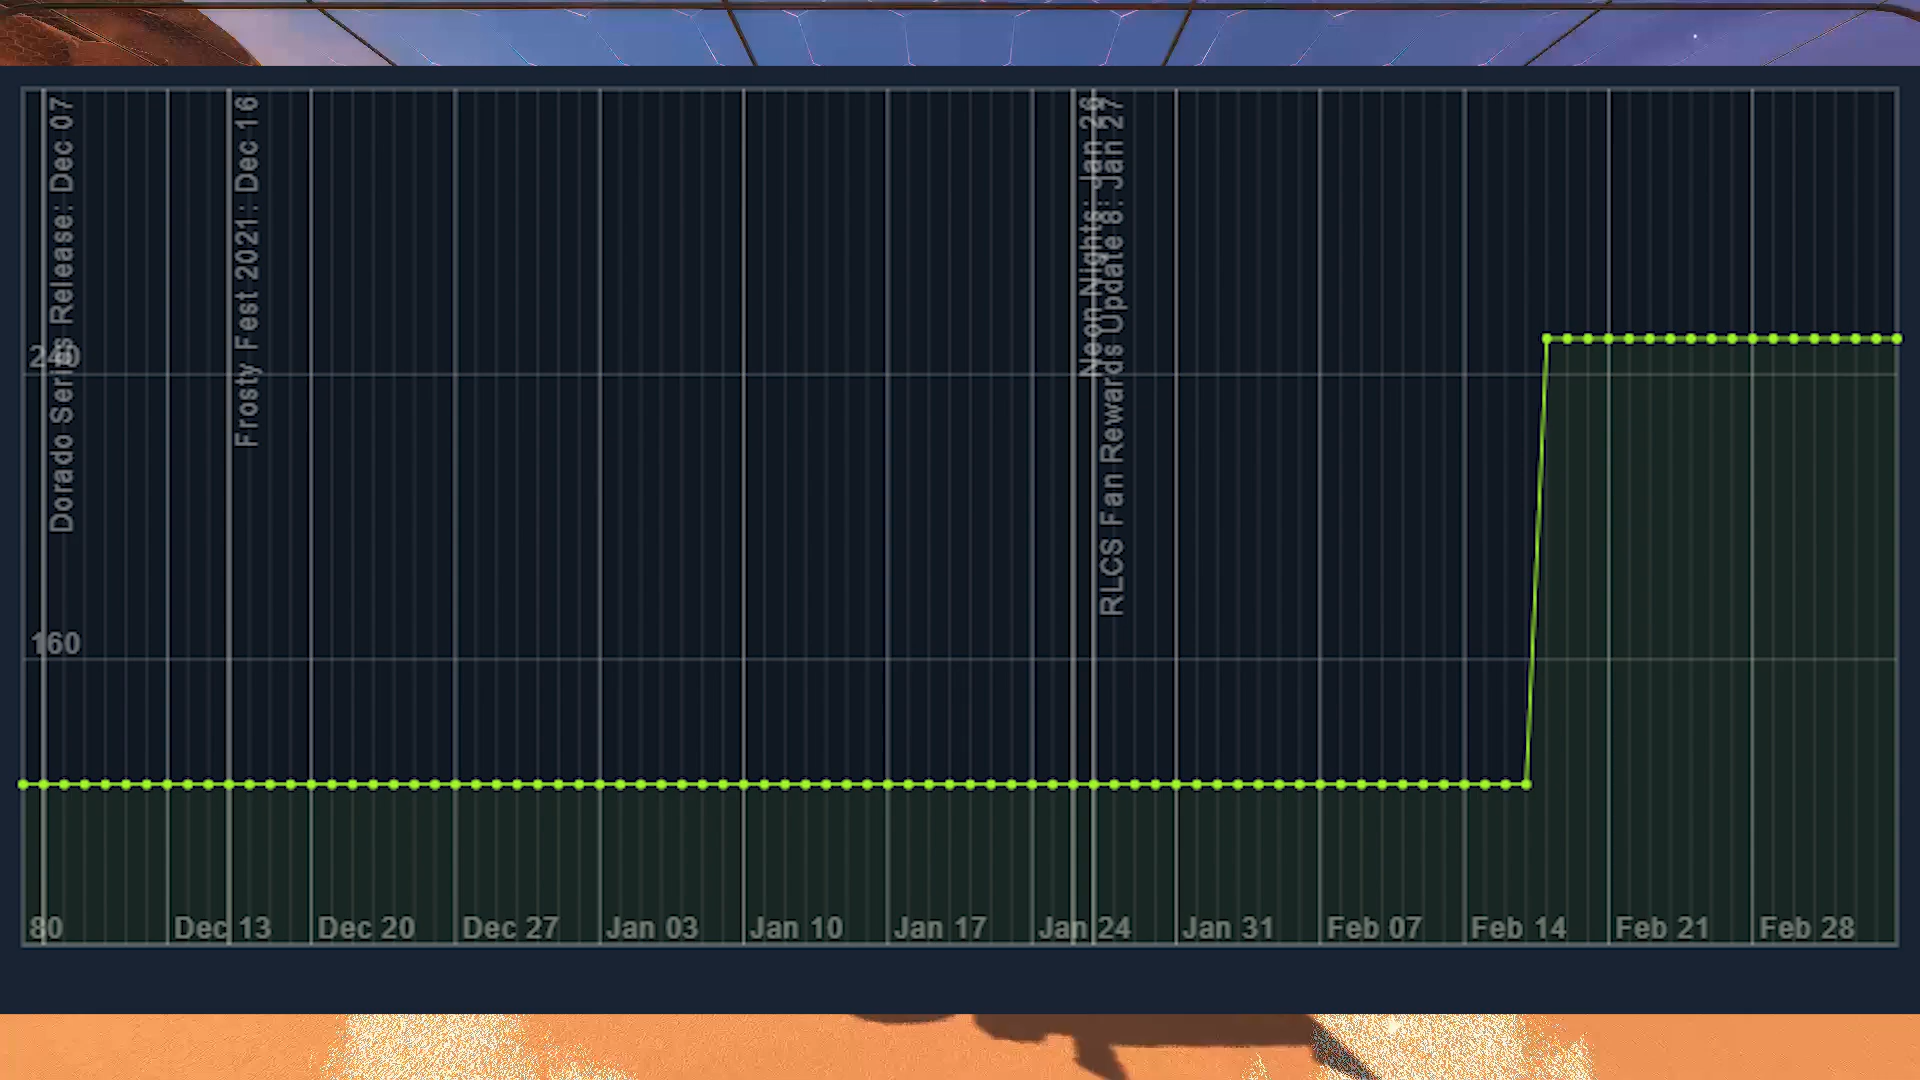 Dorado Series Release: Dec 07
Frosty Fest 2021: Dec 16
Neon Nights: Jan 26
RLCS Fan Rewards Update 8: Jan 27
240
160
80
Dec 13
Dec 20
Dec 27
Jan 03
Jan 10
Jan 17
Jan 24
Jan 31
Feb 07
Feb 14
Feb 21
Feb 28